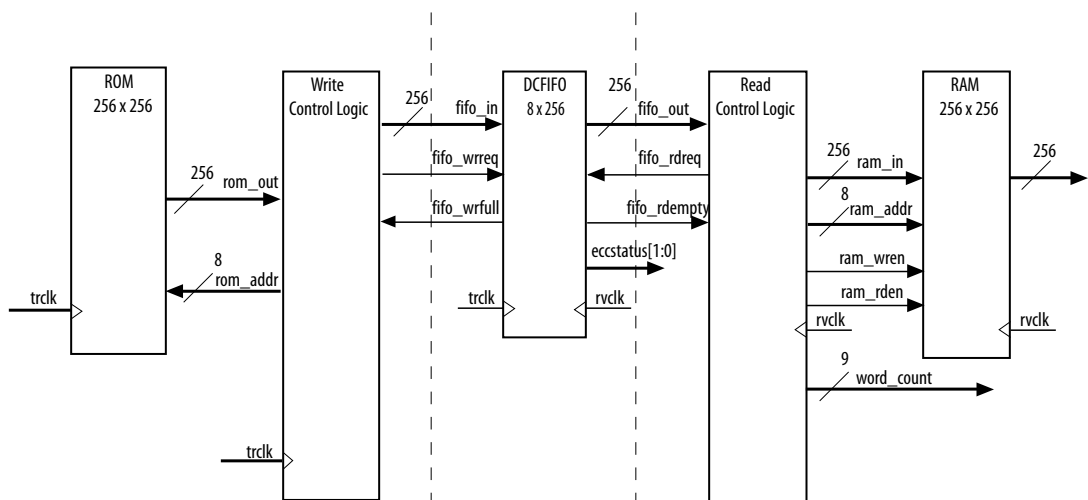 ROM
256 x 256
Write
Control Logic
DCFIFO
8 x 256
Read
Control Logic
RAM
256 x 256
256
fifo_in
256
fifo_out
fifo_wrreq
fifo_rdreq
256
ram_in
256
256
rom_out
fifo_wrfull
fifo_rdempty
8
ram_addr
eccstatus[1:0]
ram_wren
8
rom_addr
ram_rden
trclk
trclk
rvclk
rvclk
rvclk
9
word_count
trclk